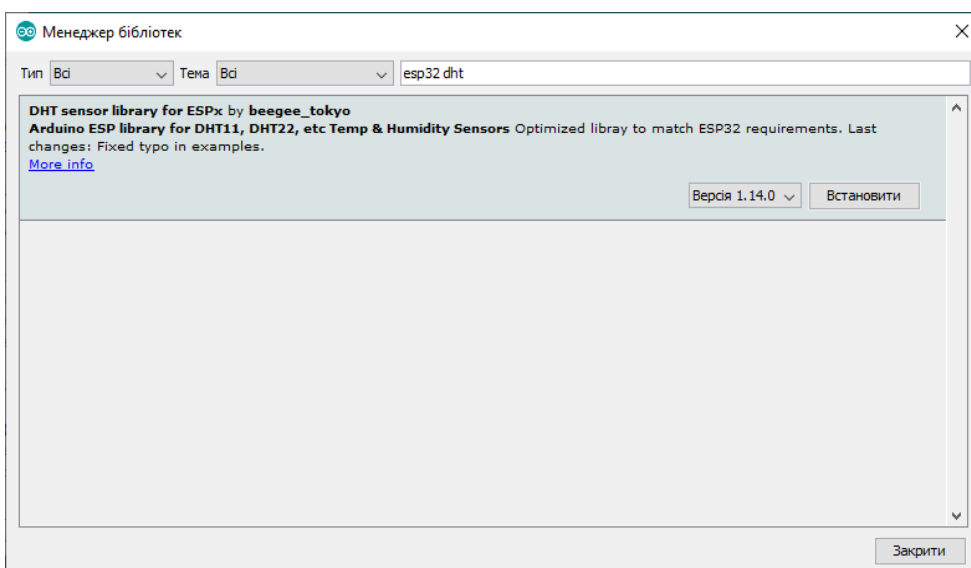 Менеджер бібліотек
Тип Всі Тема Всі esp32 dht
DHT sensor library for ESPx by beegee_tokyo
Arduino ESP library for DHT11, DHT22, etc Temp & Humidity Sensors Optimized libray to match ESP32 requirements. Last
changes: Fixed typo in examples.
More info
Версія 1.14.0 Встановити
Закрити